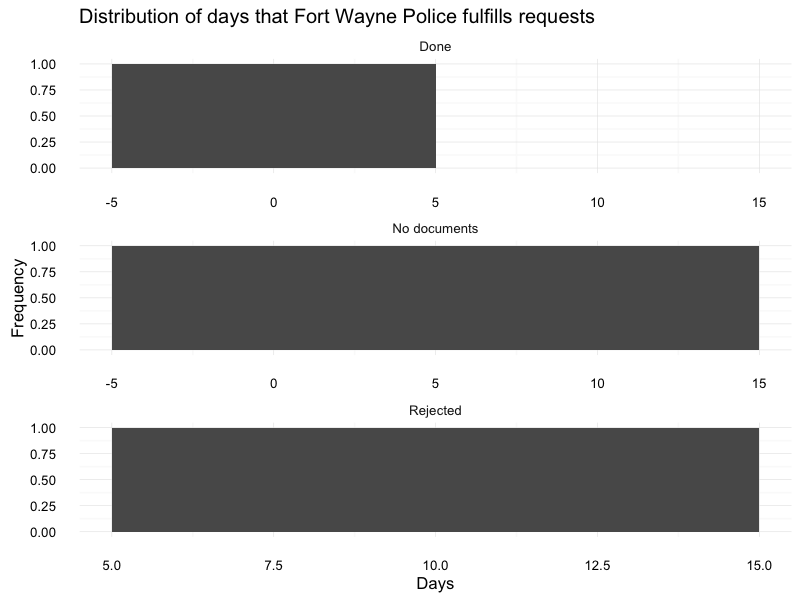 Distribution of days that Fort Wayne Police fulfills requests
Done
1.00
0.75
0.50
0.25
0.00
-5 0 5 10 15
No documents
1.00
0.75
0.50
0.25
0.00
-5 0 5 10 15
Frequency
Rejected
1.00
0.75
0.50
0.25
0.00
5.0 7.5 10.0 12.5 15.0
Days